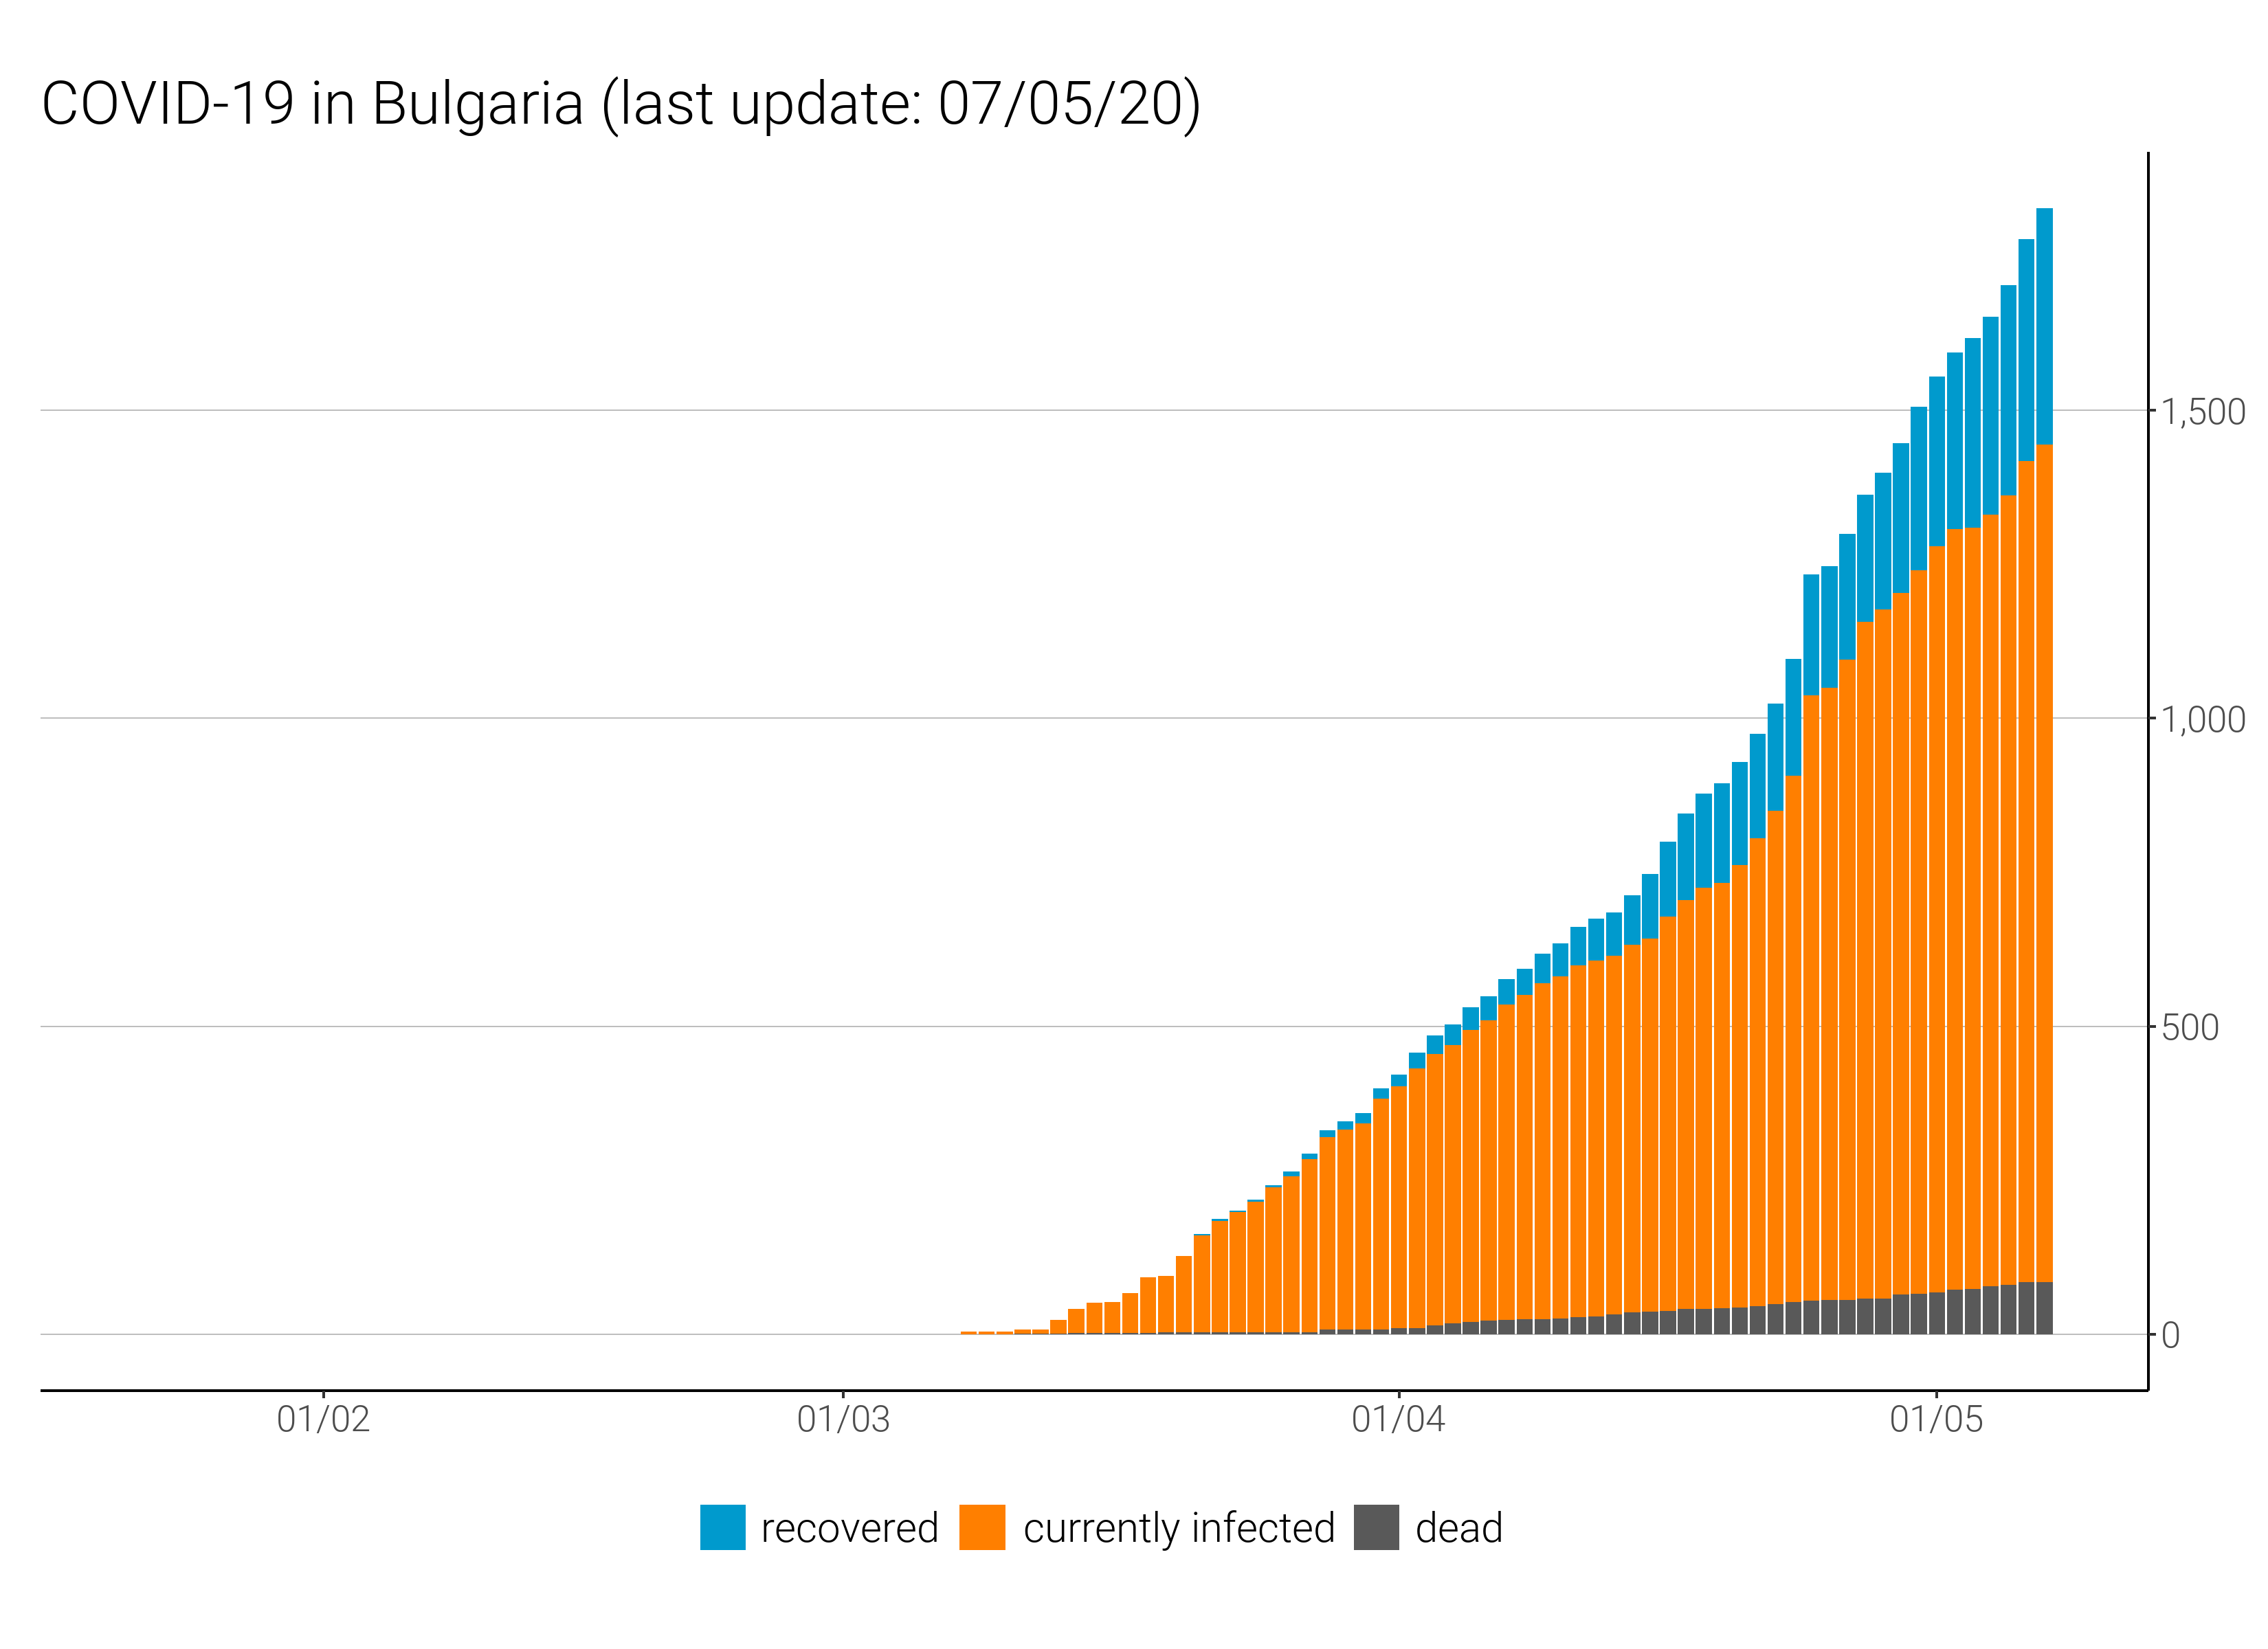 COVID-19 in Bulgaria (last update: 07/05/20)
1,500
1,000
500
0
01/02 01/03 01/04 01/05
recovered currently infected dead